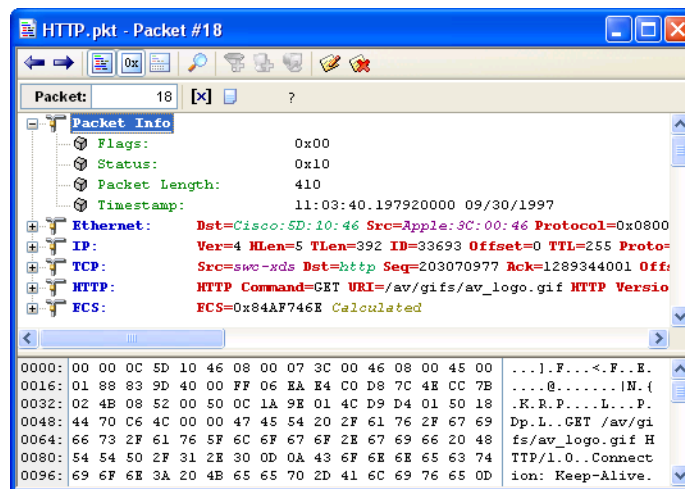 HTTP.pkt - Packet #18
0x
Packet: 18 [x] ?
Packet Info
Flags: 0x00
Status: 0x10
Packet Length: 410
Timestamp: 11:03:40.197920000 09/30/1997
Ethernet: Dst=Cisco:5D:10:46 Src=Apple:3C:00:46 Protocol=0x0800
IP: Ver=4 HLen=5 TLen=392 ID=33693 Offset=0 TTL=255 Proto=
TCP: Src=swc-xds Dst=http Seq=203070977 Ack=1289344001 Off
HTTP: HTTP Command=GET URI=/av/gifs/av_logo.gif HTTP Versio
FCS: FCS=0x84AF746E Calculated
0000: 00 00 0C 5D 10 46 08 00 07 3C 00 46 08 00 45 00 ...].F...<.F..E.
0016: 01 88 83 9D 40 00 FF 06 EA E4 C0 D8 7C 4E CC 7B ....@.......|N.{
0032: 02 4B 08 52 00 50 0C 1A 9E 01 4C D9 D4 01 50 18 .K.R.P....L...P.
0048: 44 70 C6 4C 00 00 47 45 54 20 2F 61 76 2F 67 69 Dp.L..GET /av/gi
0064: 66 73 2F 61 76 5F 6C 6F 67 6F 2E 67 69 66 20 48 fs/av_logo.gif H
0080: 54 54 50 2F 31 2E 30 0D 0A 43 6F 6E 6E 65 63 74 TTP/1.0..Connect
0096: 69 6F 6E 3A 20 4B 65 65 70 2D 41 6C 69 76 65 0D ion: Keep-Alive.